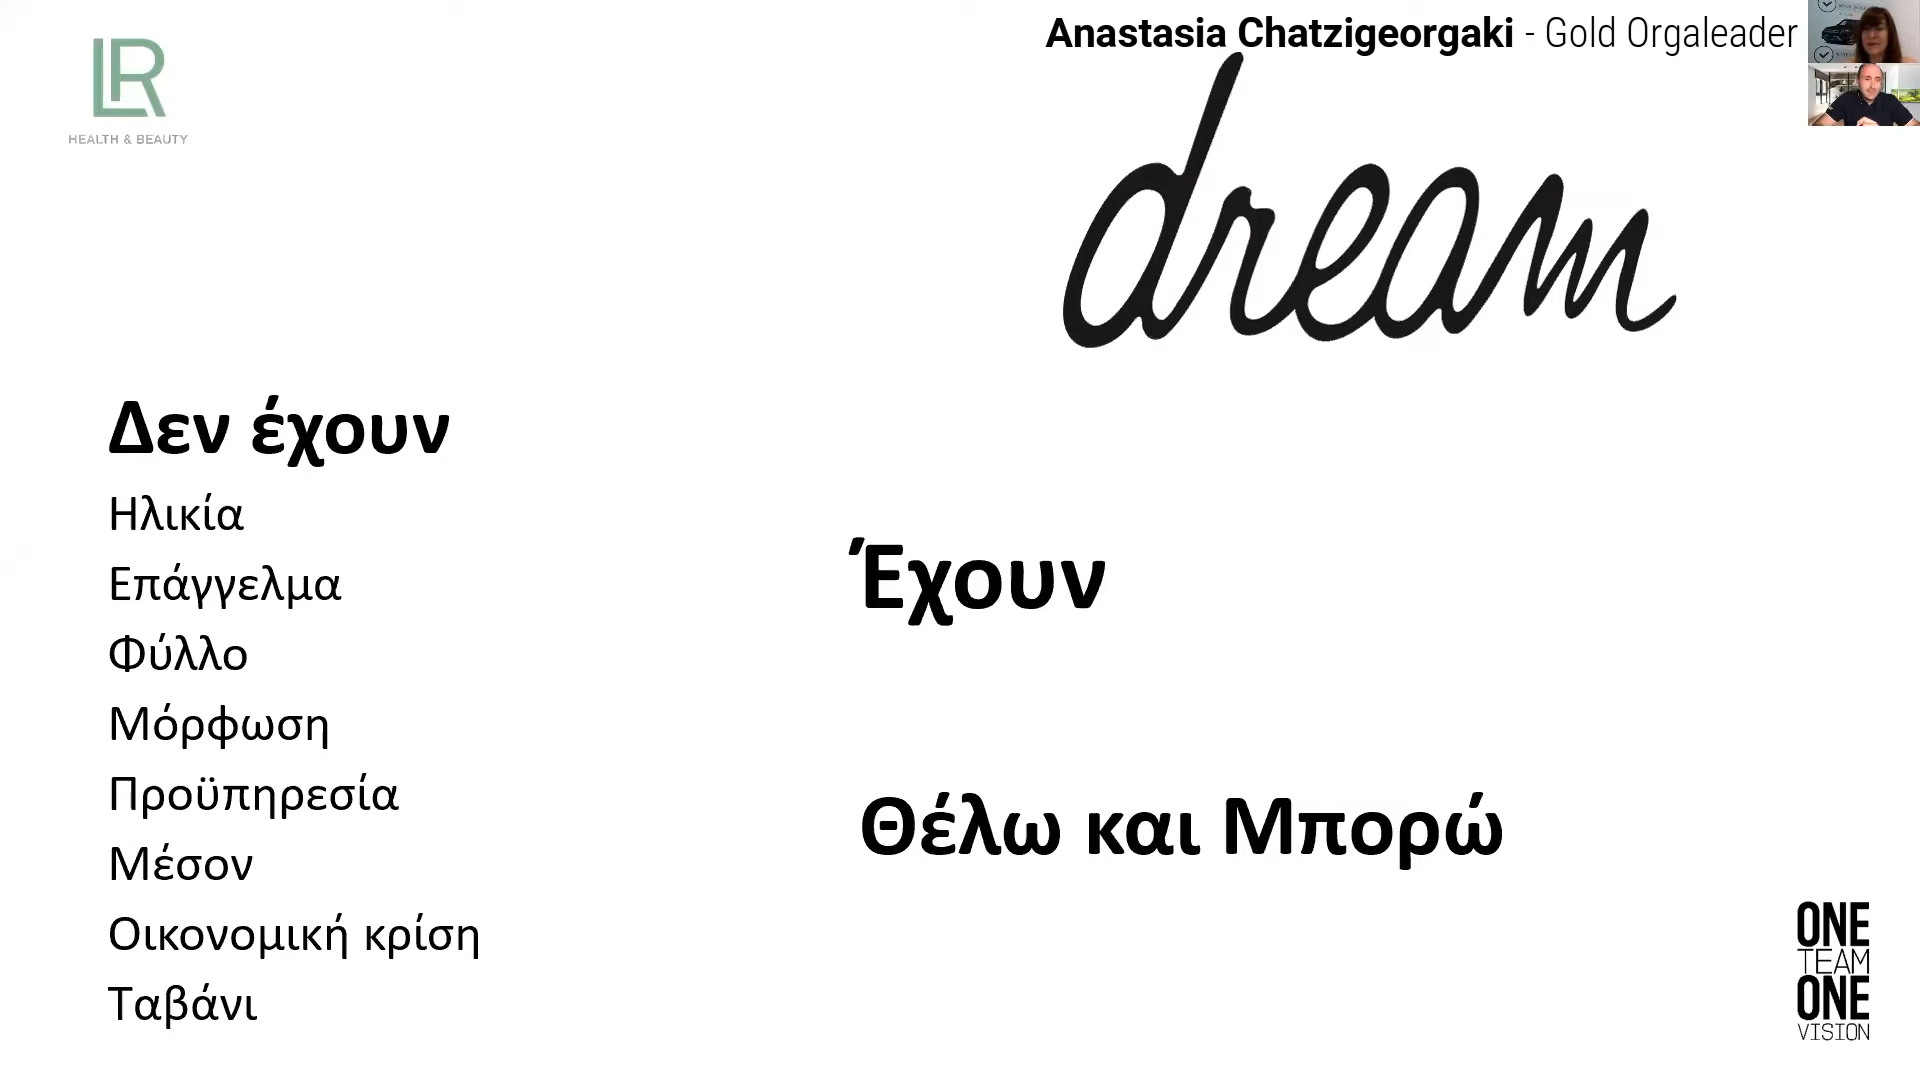 LR
HEALTH & BEAUTY
Anastasia Chatzigeorgaki - Gold Orgaleader
dream
Δεν έχουν
Ηλικία
Επάγγελμα
Φύλλο
Μόρφωση
Προϋπηρεσία
Μέσον
Οικονομική κρίση
Ταβάνι
Έχουν
Θέλω και Μπορώ
ONE
TEAM
ONE
VISION